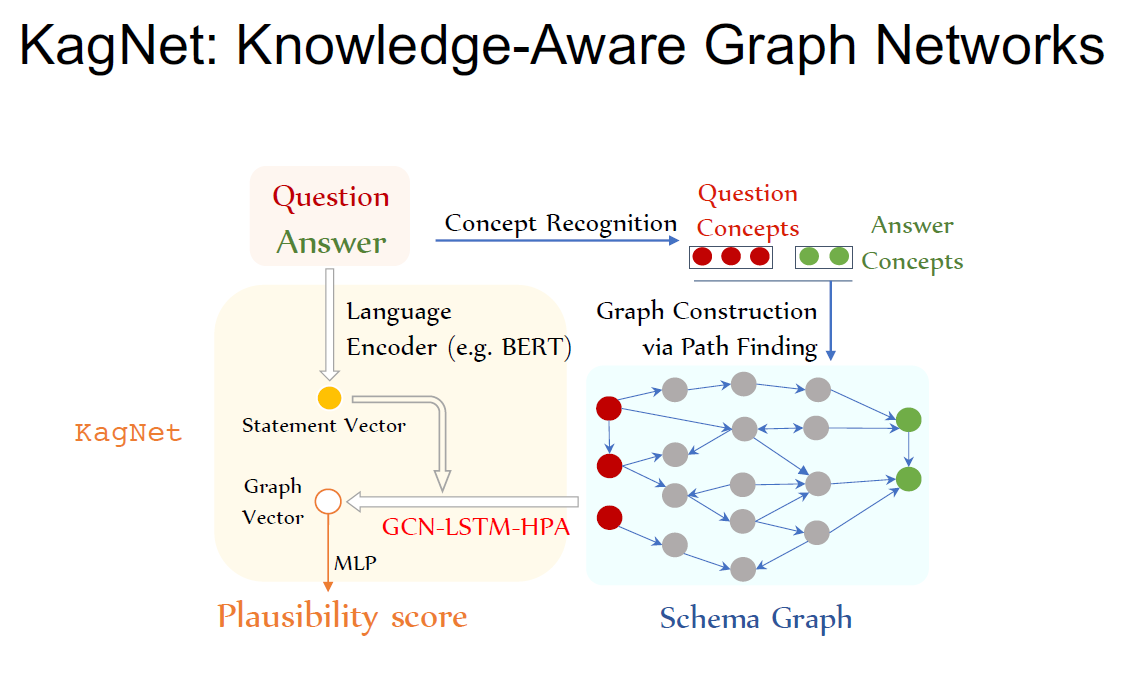 KagNet: Knowledge-Aware Graph Networks
Question
Answer
Concept Recognition
Question
Concepts
Answer
Concepts
Language
Encoder (e.g. BERT)
Graph Construction
via Path Finding
Statement Vector
KagNet
Graph
Vector
GCN-LSTM-HPA
MLP
Plausibility score
Schema Graph